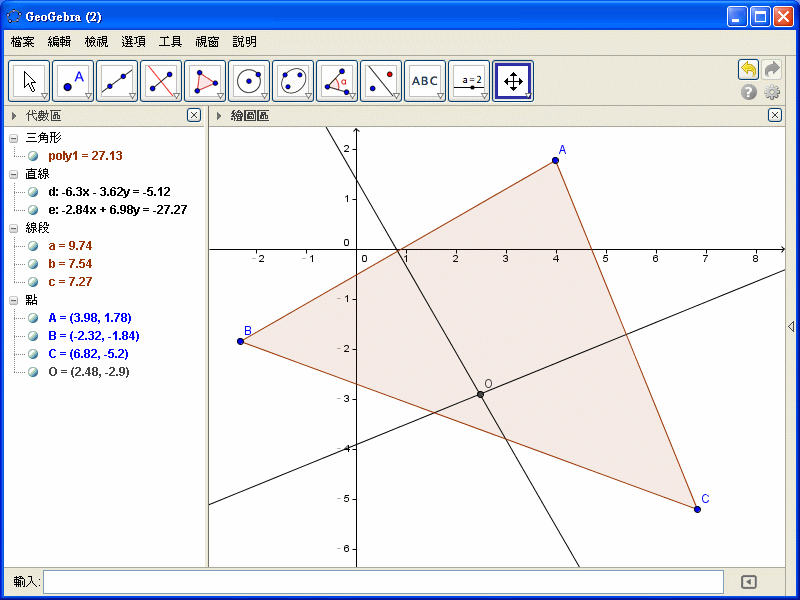 GeoGebra (2)
檔案 編輯 檢視 選項 工具 視窗 說明
A ABC a=2 α
代數區
三角形
poly1 = 27.13
直線
d: -6.3x - 3.62y = -5.12
e: -2.84x + 6.98y = -27.27
線段
a = 9.74
b = 7.54
c = 7.27
點
A = (3.98, 1.78)
B = (-2.32, -1.84)
C = (6.82, -5.2)
O = (2.48, -2.9)
繪圖區
2
1
0
-2 -1 0 1 2 3 4 5 6 7 8
-1
-2
-3
-4
-5
-6
A
B
O
C
輸入: